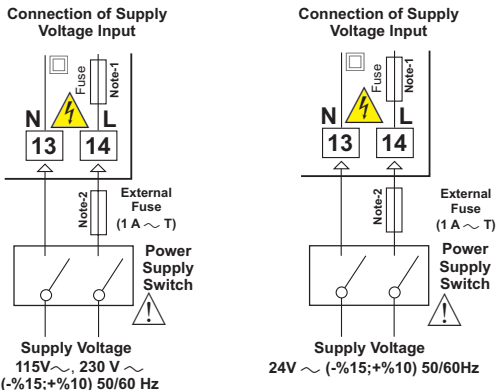 Connection of Supply
Voltage Input
Fuse
Note-1
N
L
13
14
Note-2
External
Fuse
(1 A ∼ T)
Power
Supply
Switch
Supply Voltage
115V∼, 230 V ∼
(-%15;+%10) 50/60 Hz
Connection of Supply
Voltage Input
Fuse
Note-1
N
L
13
14
Note-2
External
Fuse
(1 A ∼ T)
Power
Supply
Switch
Supply Voltage
24V ∼ (-%15;+%10) 50/60Hz